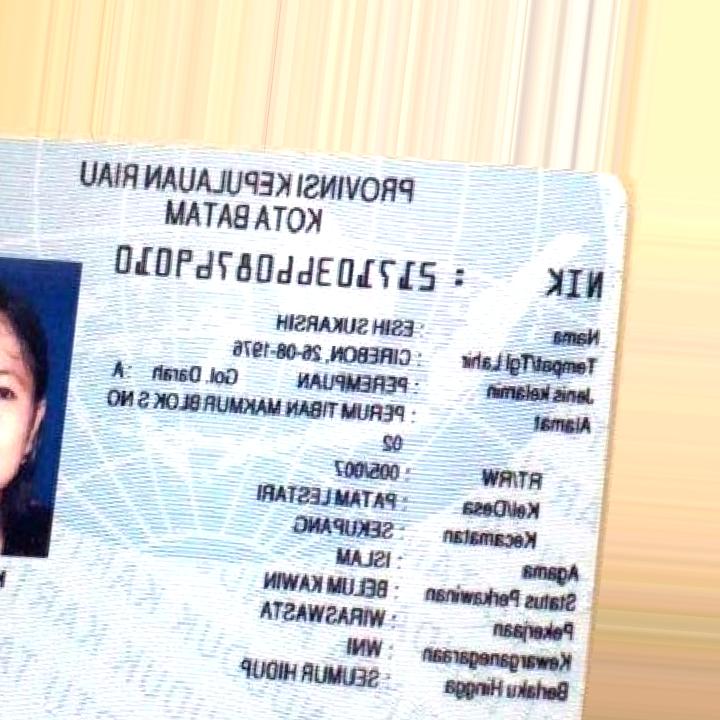 PROVINSI KEPULAUAN RIAU
KOTA BATAM
NIK : 2171036608769010
Nama : ESIH SUKARSIH
Tempat/Tgl Lahir : CIREBON, 26-08-1976
Jenis kelamin : PEREMPUAN Gol. Darah : A
Alamat : PERUM TIBAN MAKMUR BLOK S NO
02
RT/RW : 005/007
Kel/Desa : PATAM LESTARI
Kecamatan : SEKUPANG
Agama : ISLAM
Status Perkawinan : BELUM KAWIN
Pekerjaan : WIRASWASTA
Kewarganegaraan : WNI
Berlaku Hingga : SEUMUR HIDUP